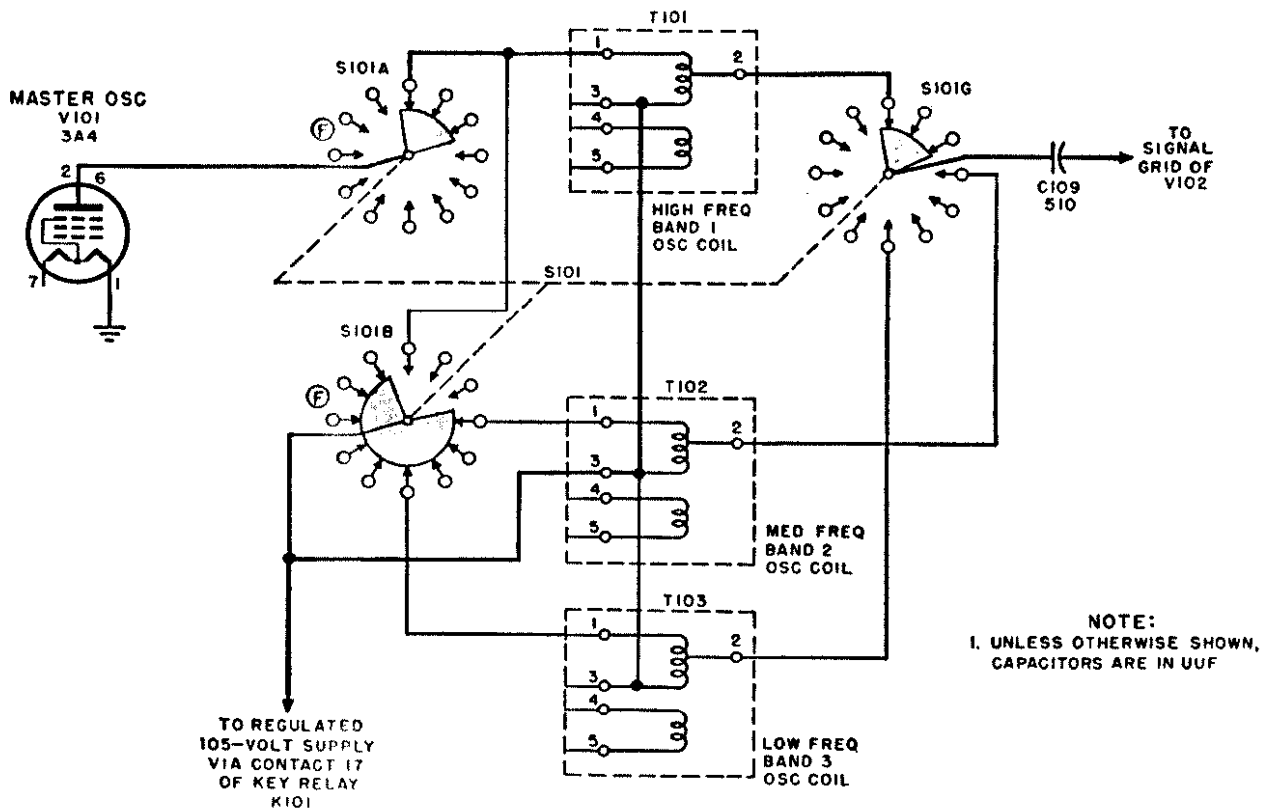 T101
1
2
3
4
5
HIGH FREQ
BAND 1
OSC COIL
S101A
F
MASTER OSC
V101
3A4
2 6
7
1
S101G
C109
510
TO
SIGNAL
GRID OF
V102
S101
S101B
F
T102
1
2
3
4
5
MED FREQ
BAND 2
OSC COIL
T103
1
2
3
4
5
LOW FREQ
BAND 3
OSC COIL
TO REGULATED
105-VOLT SUPPLY
VIA CONTACT 17
OF KEY RELAY
K101
NOTE:
1. UNLESS OTHERWISE SHOWN,
CAPACITORS ARE IN UUF